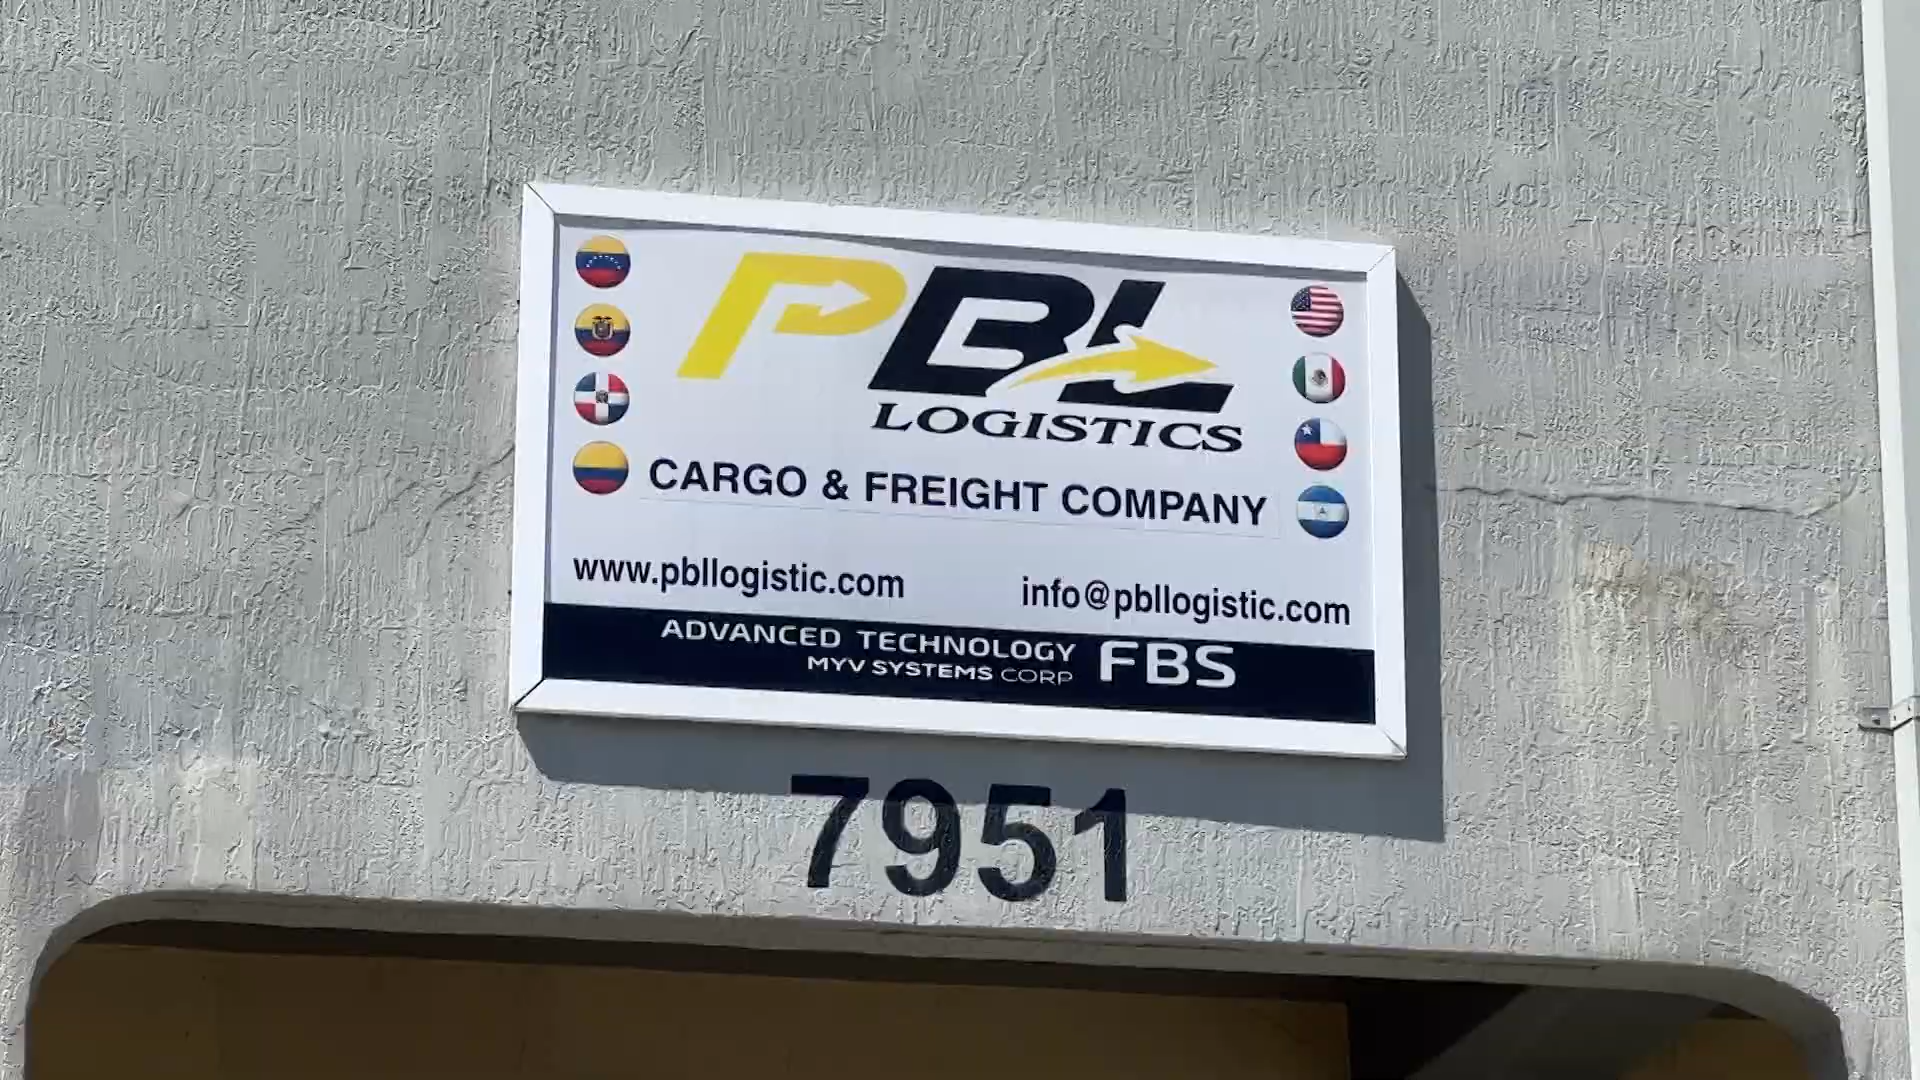 PBL
LOGISTICS
CARGO & FREIGHT COMPANY
www.pbllogistic.com
info@pbllogistic.com
ADVANCED TECHNOLOGY
MYV SYSTEMS CORP
FBS
7951